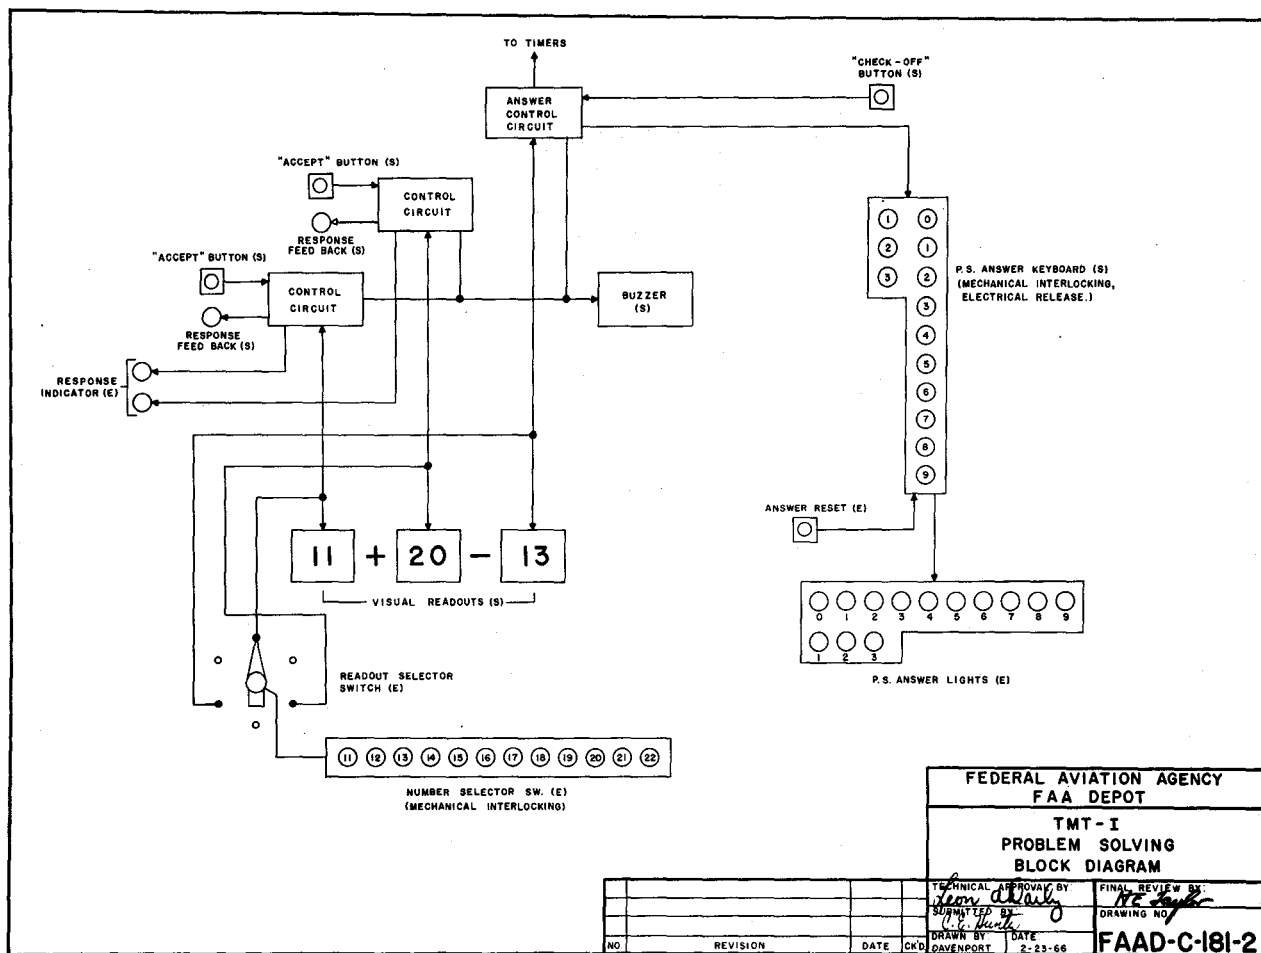 TO TIMERS
"CHECK-OFF"
BUTTON (S)
ANSWER
CONTROL
CIRCUIT
"ACCEPT" BUTTON (S)
CONTROL
CIRCUIT
RESPONSE
FEED BACK (S)
"ACCEPT" BUTTON (S)
CONTROL
CIRCUIT
RESPONSE
FEED BACK (S)
BUZZER
(S)
RESPONSE
INDICATOR (E)
1 0
2 1
3 2
3
4
5
6
7
8
9
P.S. ANSWER KEYBOARD (S)
(MECHANICAL INTERLOCKING,
ELECTRICAL RELEASE.)
ANSWER RESET (E)
11 + 20 - 13
VISUAL READOUTS (S)
0 1 2 3 4 5 6 7 8 9
1 2 3
P.S. ANSWER LIGHTS (E)
READOUT SELECTOR
SWITCH (E)
11 12 13 14 15 16 17 18 19 20 21 22
NUMBER SELECTOR SW. (E)
(MECHANICAL INTERLOCKING)
FEDERAL AVIATION AGENCY
FAA DEPOT
TMT-I
PROBLEM SOLVING
BLOCK DIAGRAM
TECHNICAL APPROVAL BY:
Leon
FINAL REVIEW BY:
H E Taylor
SUBMITTED BY
C. E. Hunte
DRAWING NO.
DRAWN BY
DAVENPORT
DATE
2-23-66
FAAD-C-181-2
NO. REVISION DATE CK'D